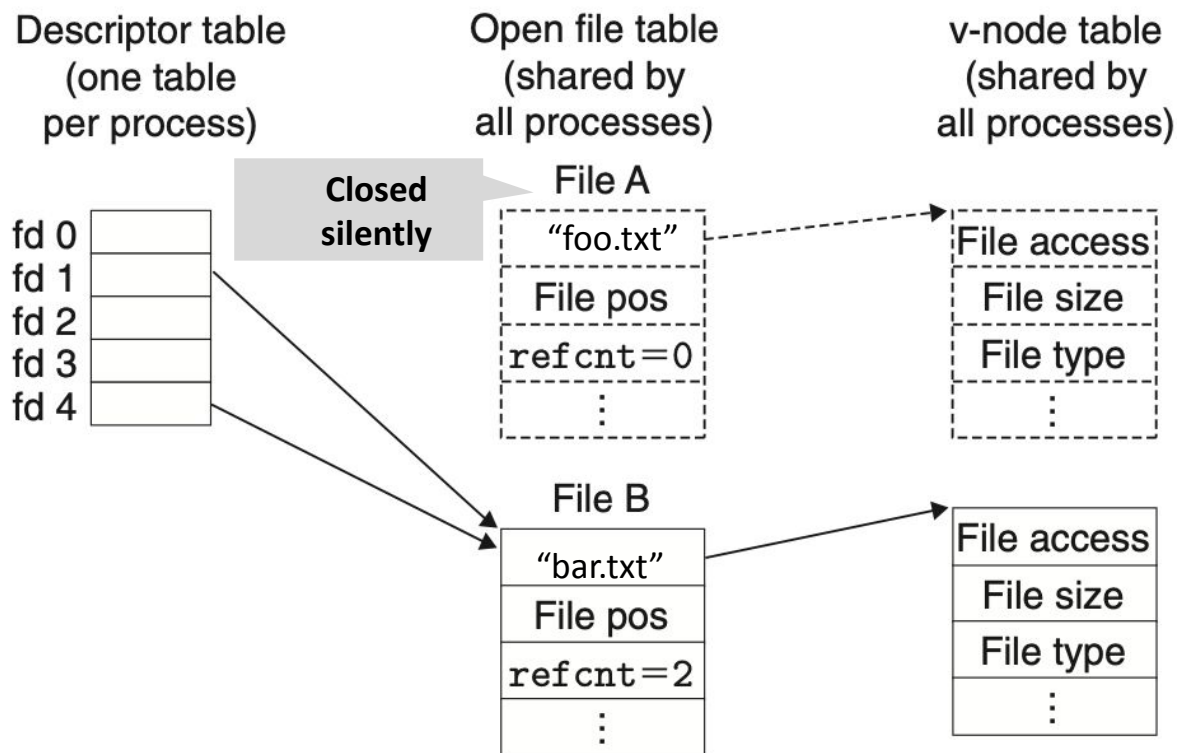 Descriptor table
(one table
per process)
Open file table
(shared by
all processes)
v-node table
(shared by
all processes)
Closed
silently
fd 0
fd 1
fd 2
fd 3
fd 4
File A
“foo.txt”
File pos
refcnt=0
⋮
File access
File size
File type
⋮
File B
“bar.txt”
File pos
refcnt=2
⋮
File access
File size
File type
⋮